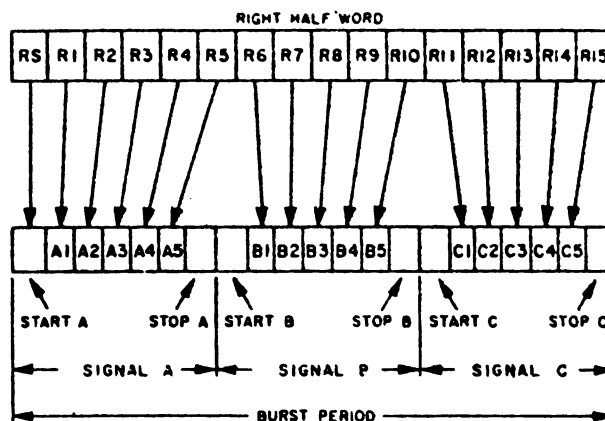 RIGHT HALF WORD
RS R1 R2 R3 R4 R5 R6 R7 R8 R9 R10 R11 R12 R13 R14 R15
A1 A2 A3 A4 A5 B1 B2 B3 B4 B5 C1 C2 C3 C4 C5
START A STOP A START B STOP B START C STOP C
SIGNAL A SIGNAL B SIGNAL C
BURST PERIOD